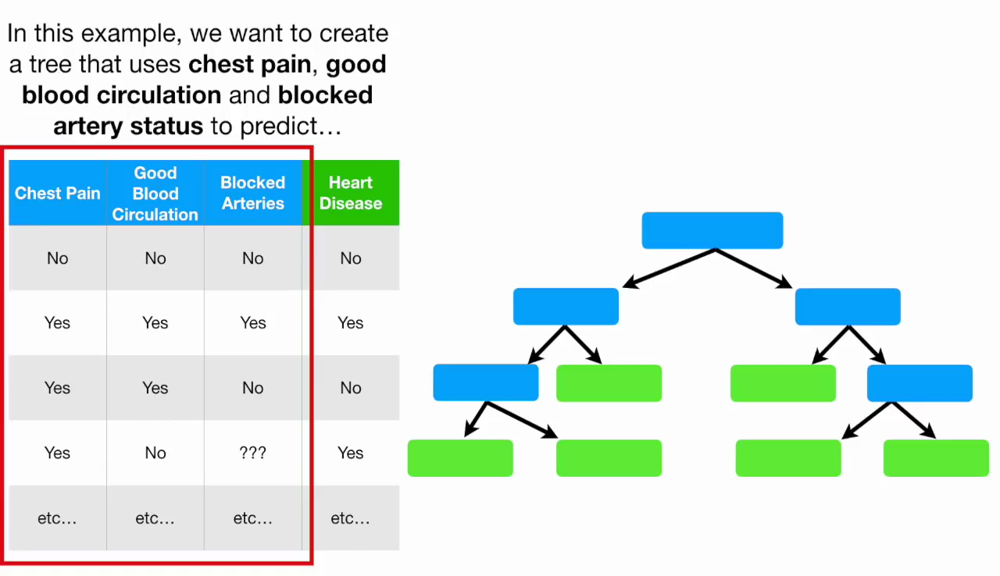 In this example, we want to create
a tree that uses chest pain, good
blood circulation and blocked
artery status to predict…
Chest Pain Good Blood Circulation Blocked Arteries Heart Disease
No No No No
Yes Yes Yes Yes
Yes Yes No No
Yes No ??? Yes
etc… etc… etc… etc…